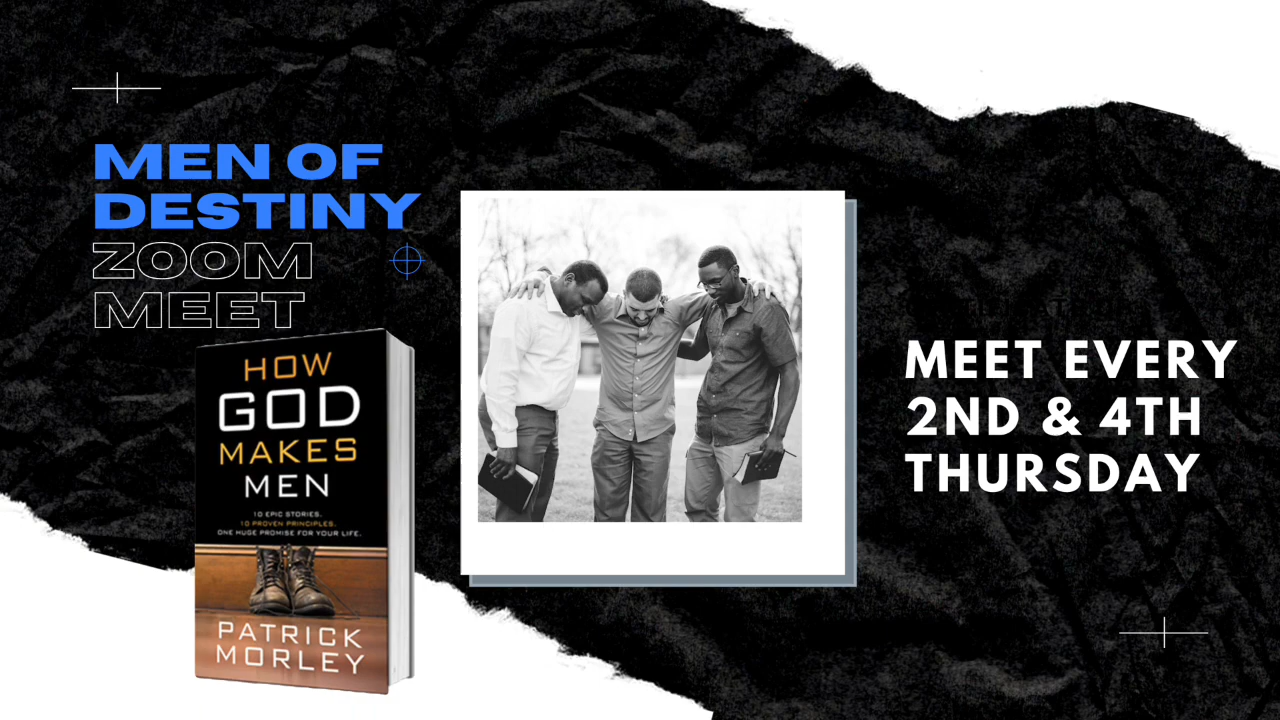 MEN OF
DESTINY
ZOOM
MEET
HOW
GOD
MAKES
MEN
10 EPIC STORIES.
10 PROVEN PRINCIPLES.
ONE HUGE PROMISE FOR YOUR LIFE.
PATRICK
MORLEY
MEET EVERY
2ND & 4TH
THURSDAY